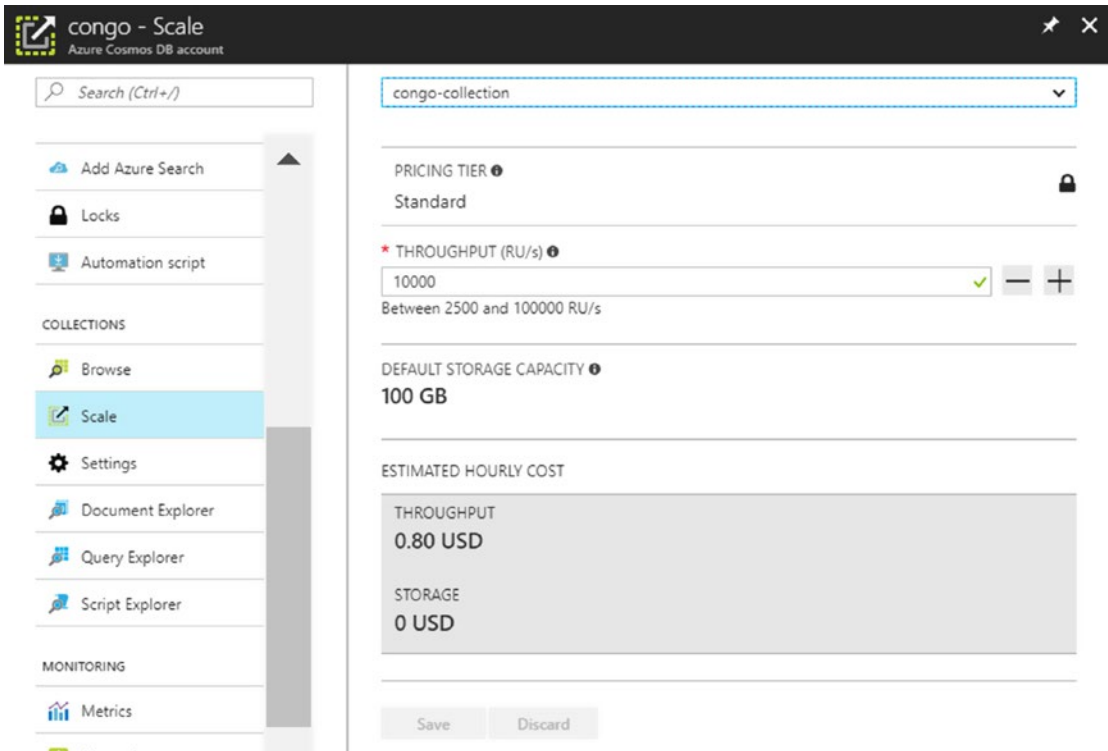 congo - Scale
Azure Cosmos DB account
Search (Ctrl+/)
Add Azure Search
Locks
Automation script
COLLECTIONS
Browse
Scale
Settings
Document Explorer
Query Explorer
Script Explorer
MONITORING
Metrics
congo-collection
PRICING TIER
Standard
* THROUGHPUT (RU/s)
10000
Between 2500 and 100000 RU/s
DEFAULT STORAGE CAPACITY
100 GB
ESTIMATED HOURLY COST
THROUGHPUT
0.80 USD
STORAGE
0 USD
Save Discard